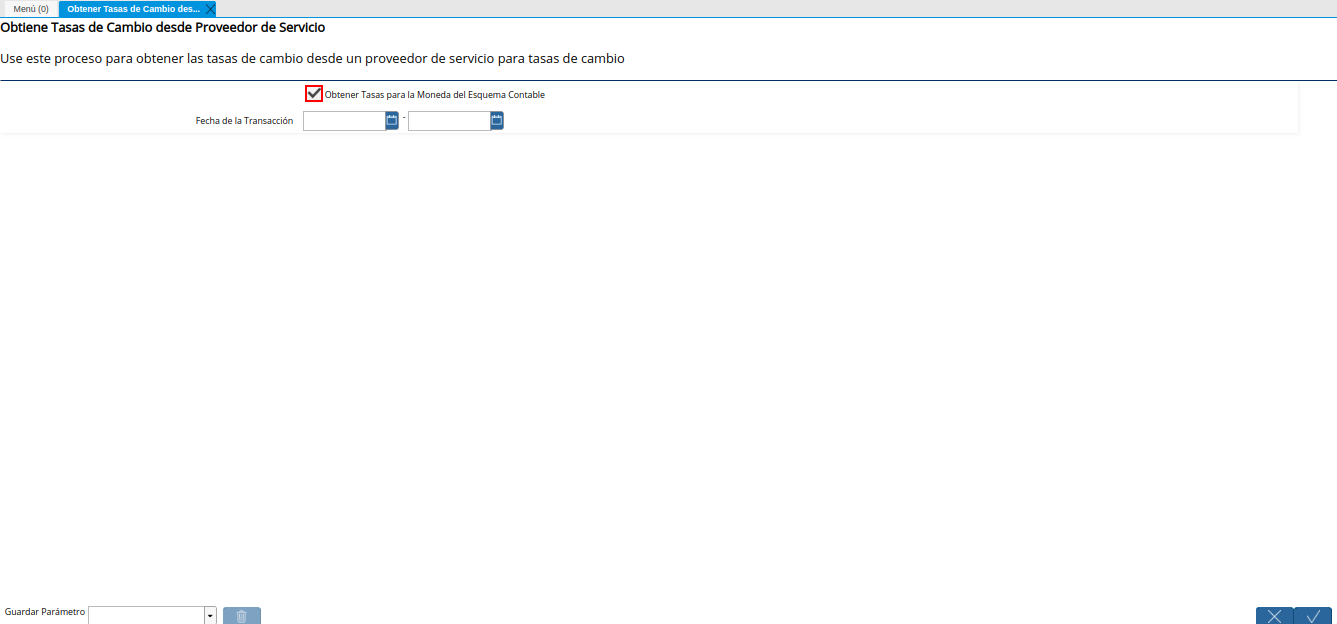 Menú (0)
Obtener Tasas de Cambio des...
Obtiene Tasas de Cambio desde Proveedor de Servicio
Use este proceso para obtener las tasas de cambio desde un proveedor de servicio para tasas de cambio
Obtener Tasas para la Moneda del Esquema Contable
Fecha de la Transacción
-
Guardar Parámetro